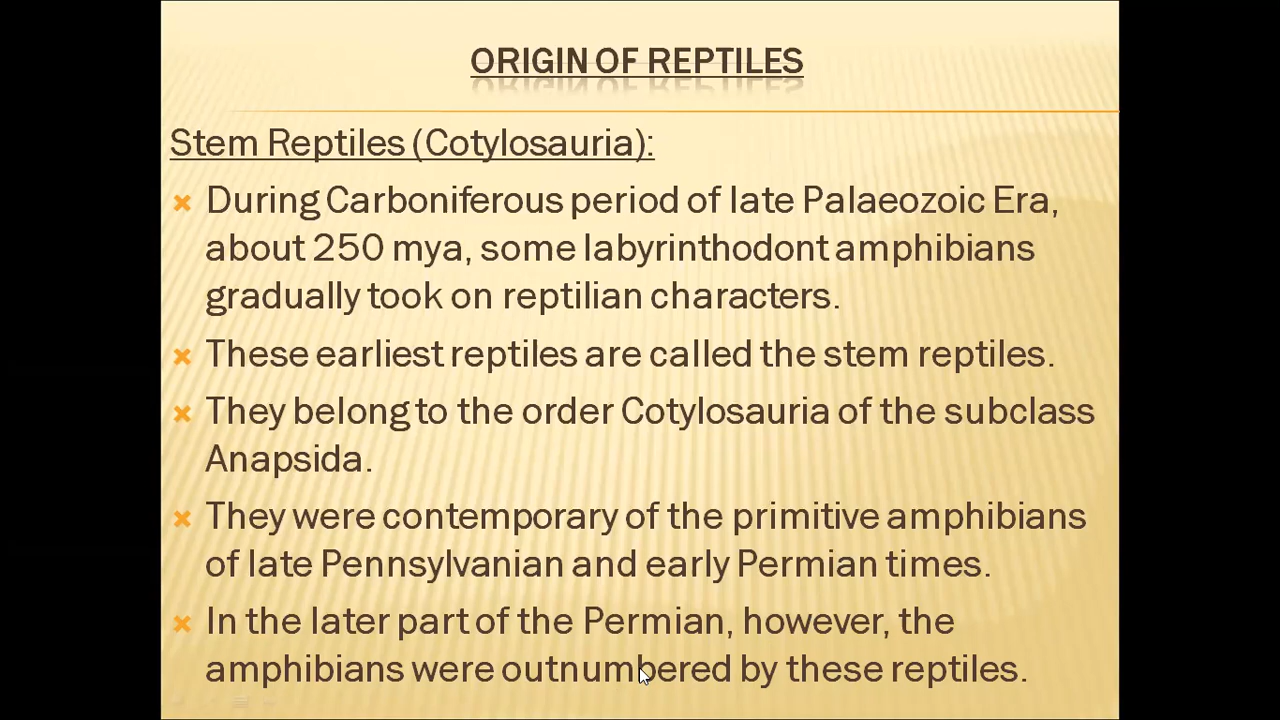 ORIGIN OF REPTILES
Stem Reptiles (Cotylosauria):
During Carboniferous period of late Palaeozoic Era,
about 250 mya, some labyrinthodont amphibians
gradually took on reptilian characters.
These earliest reptiles are called the stem reptiles.
They belong to the order Cotylosauria of the subclass
Anapsida.
They were contemporary of the primitive amphibians
of late Pennsylvanian and early Permian times.
In the later part of the Permian, however, the
amphibians were outnumbered by these reptiles.